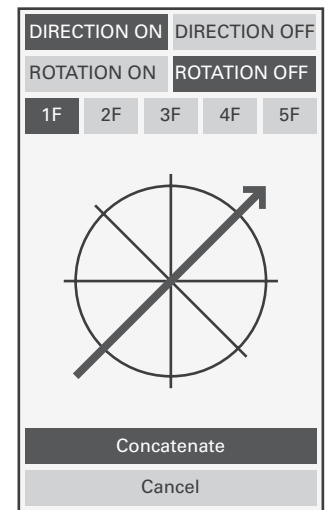 DIRECTION ON DIRECTION OFF
ROTATION ON ROTATION OFF
1F 2F 3F 4F 5F
Concatenate
Cancel